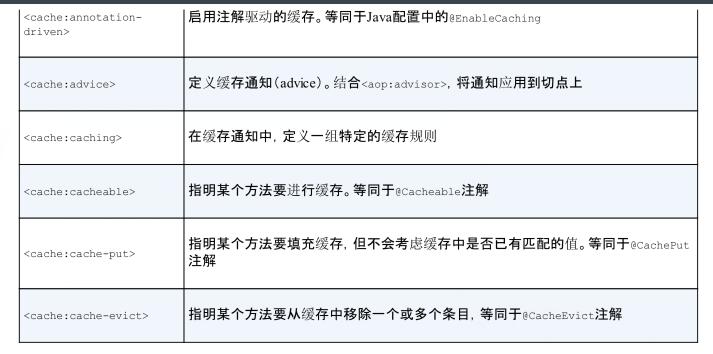 <cache:annotation-
driven>
启用注解驱动的缓存。等同于Java配置中的@EnableCaching
<cache:advice>
定义缓存通知（advice）。结合<aop:advisor>，将通知应用到切点上
<cache:caching>
在缓存通知中，定义一组特定的缓存规则
<cache:cacheable>
指明某个方法要进行缓存。等同于@Cacheable注解
<cache:cache-put>
指明某个方法要填充缓存，但不会考虑缓存中是否已有匹配的值。等同于@CachePut
注解
<cache:cache-evict>
指明某个方法要从缓存中移除一个或多个条目，等同于@CacheEvict注解